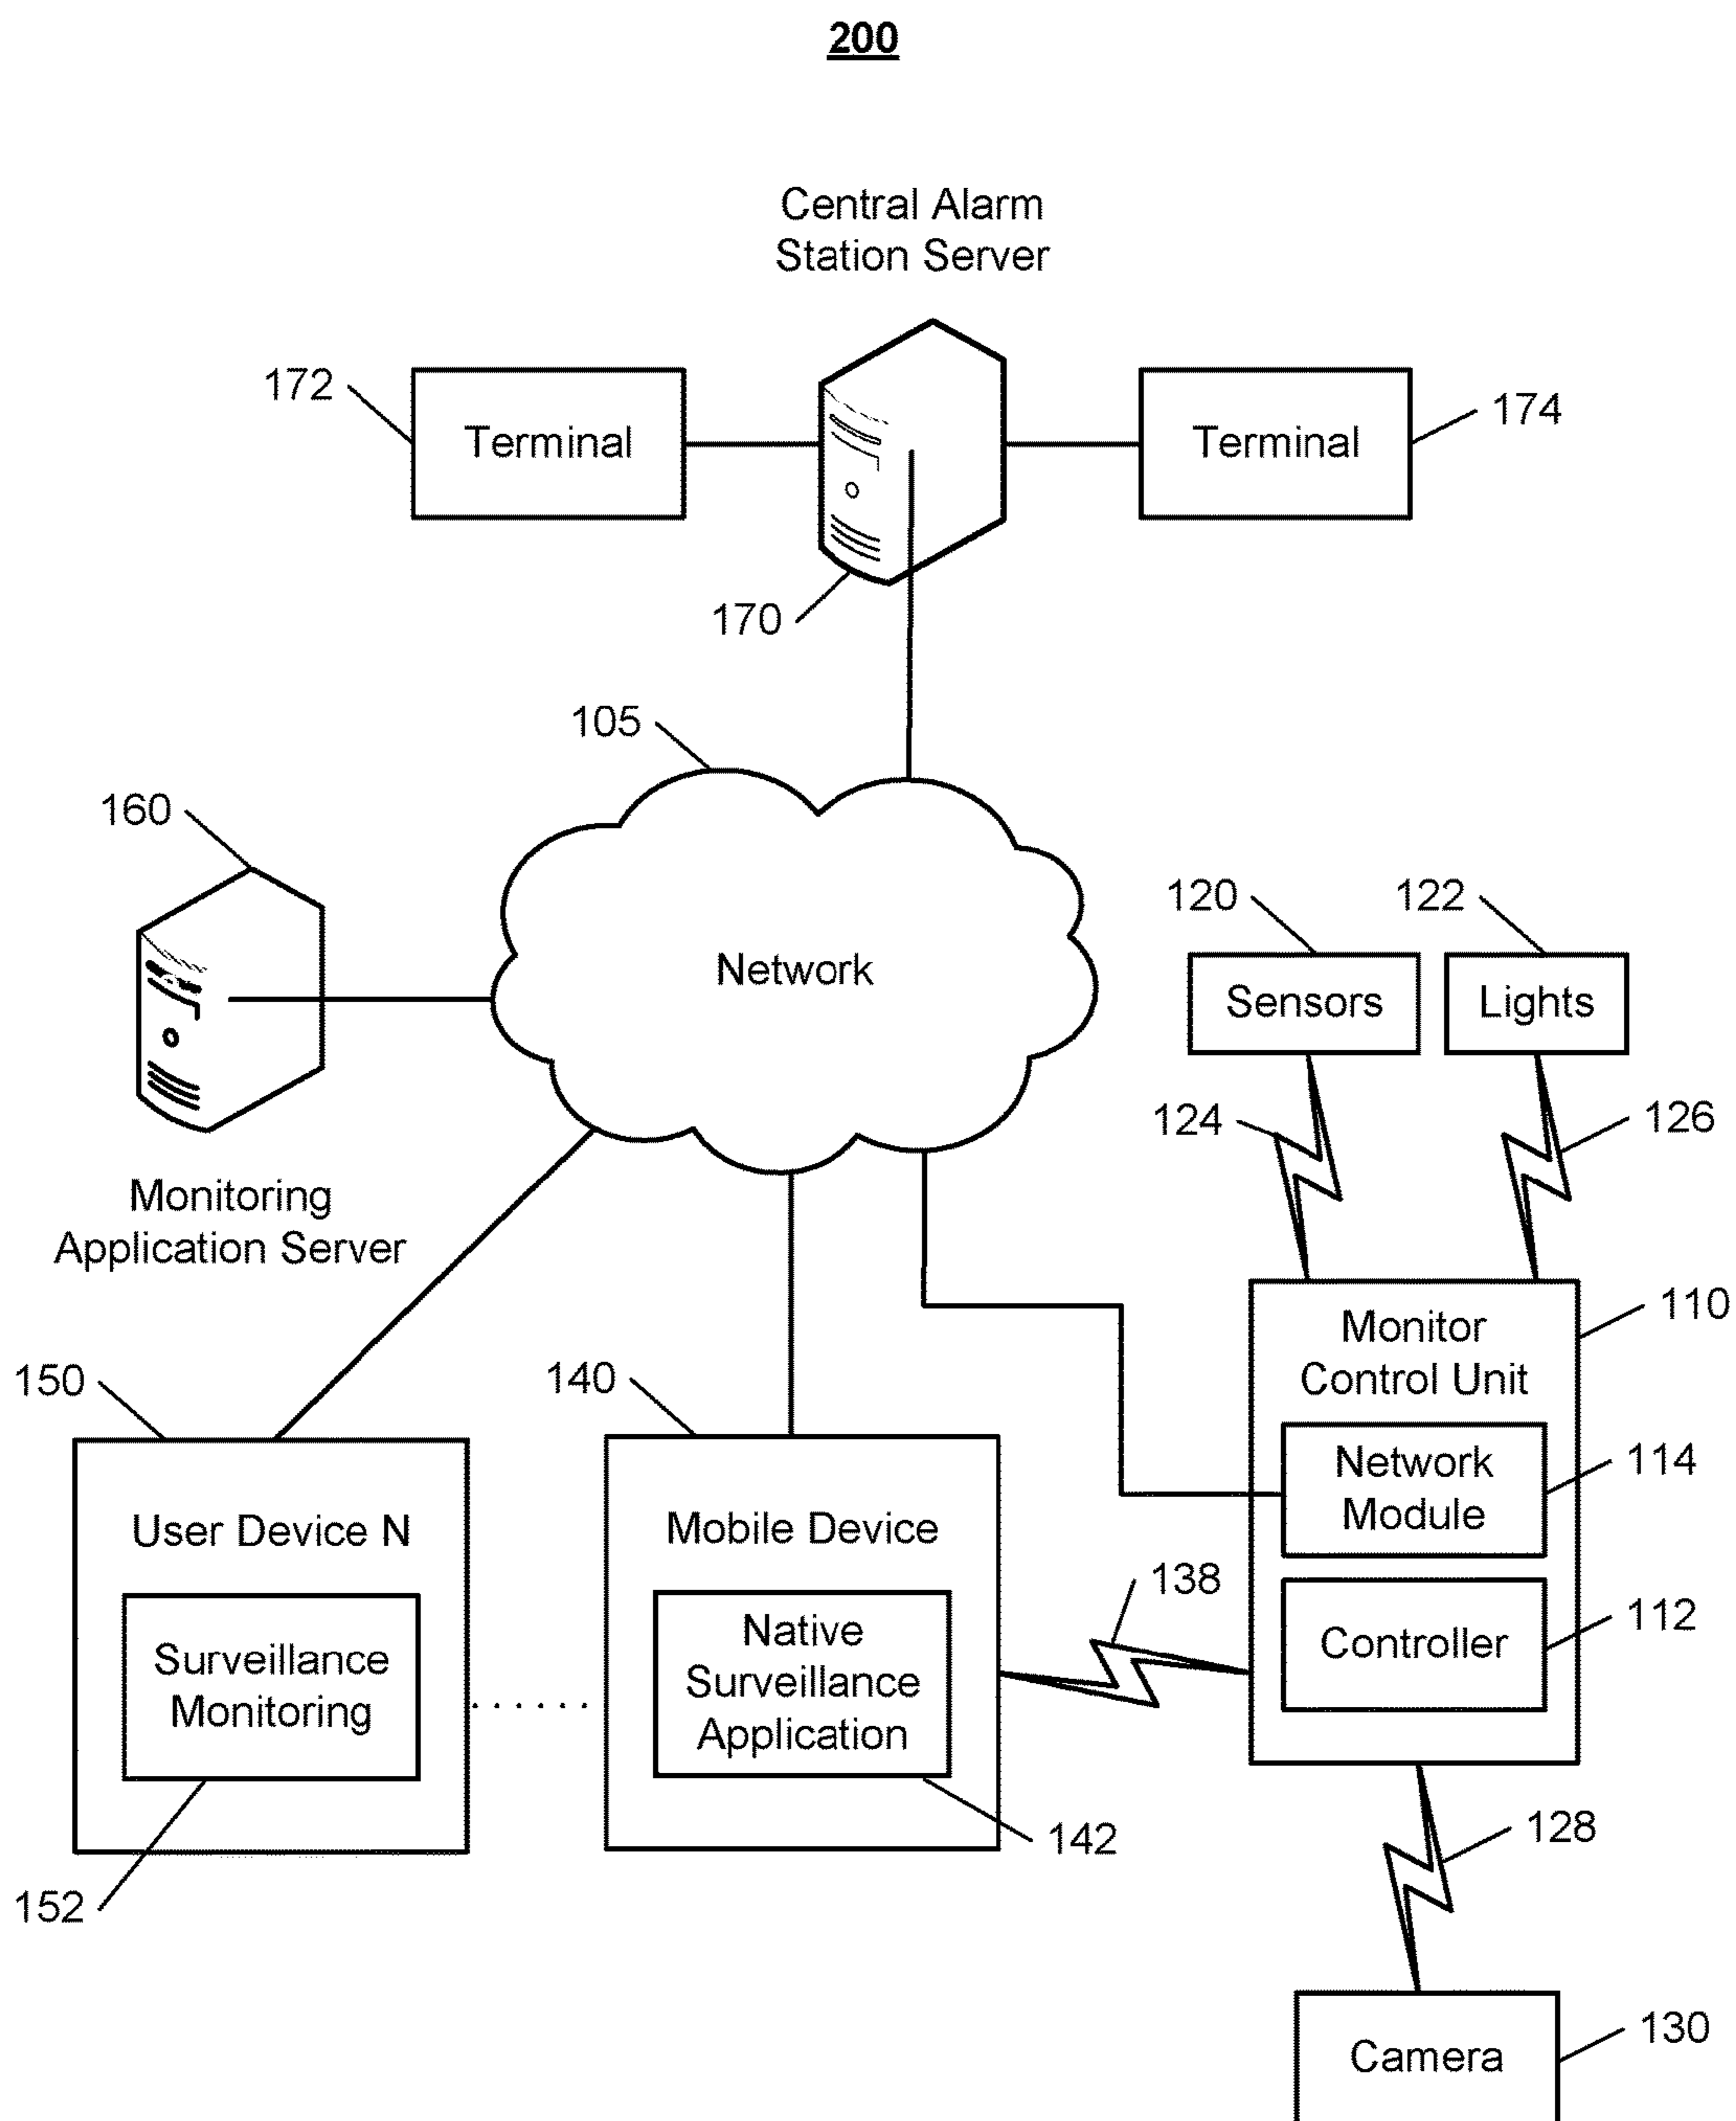 200
Central Alarm
Station Server
172
Terminal
Terminal
174
170
105
160
Network
120
122
Sensors
Lights
124
126
Monitoring
Application Server
110
Monitor
Control Unit
150
140
Network
Module
114
User Device N
Mobile Device
138
Controller
112
Surveillance
Monitoring
Native
Surveillance
Application
142
128
152
Camera
130